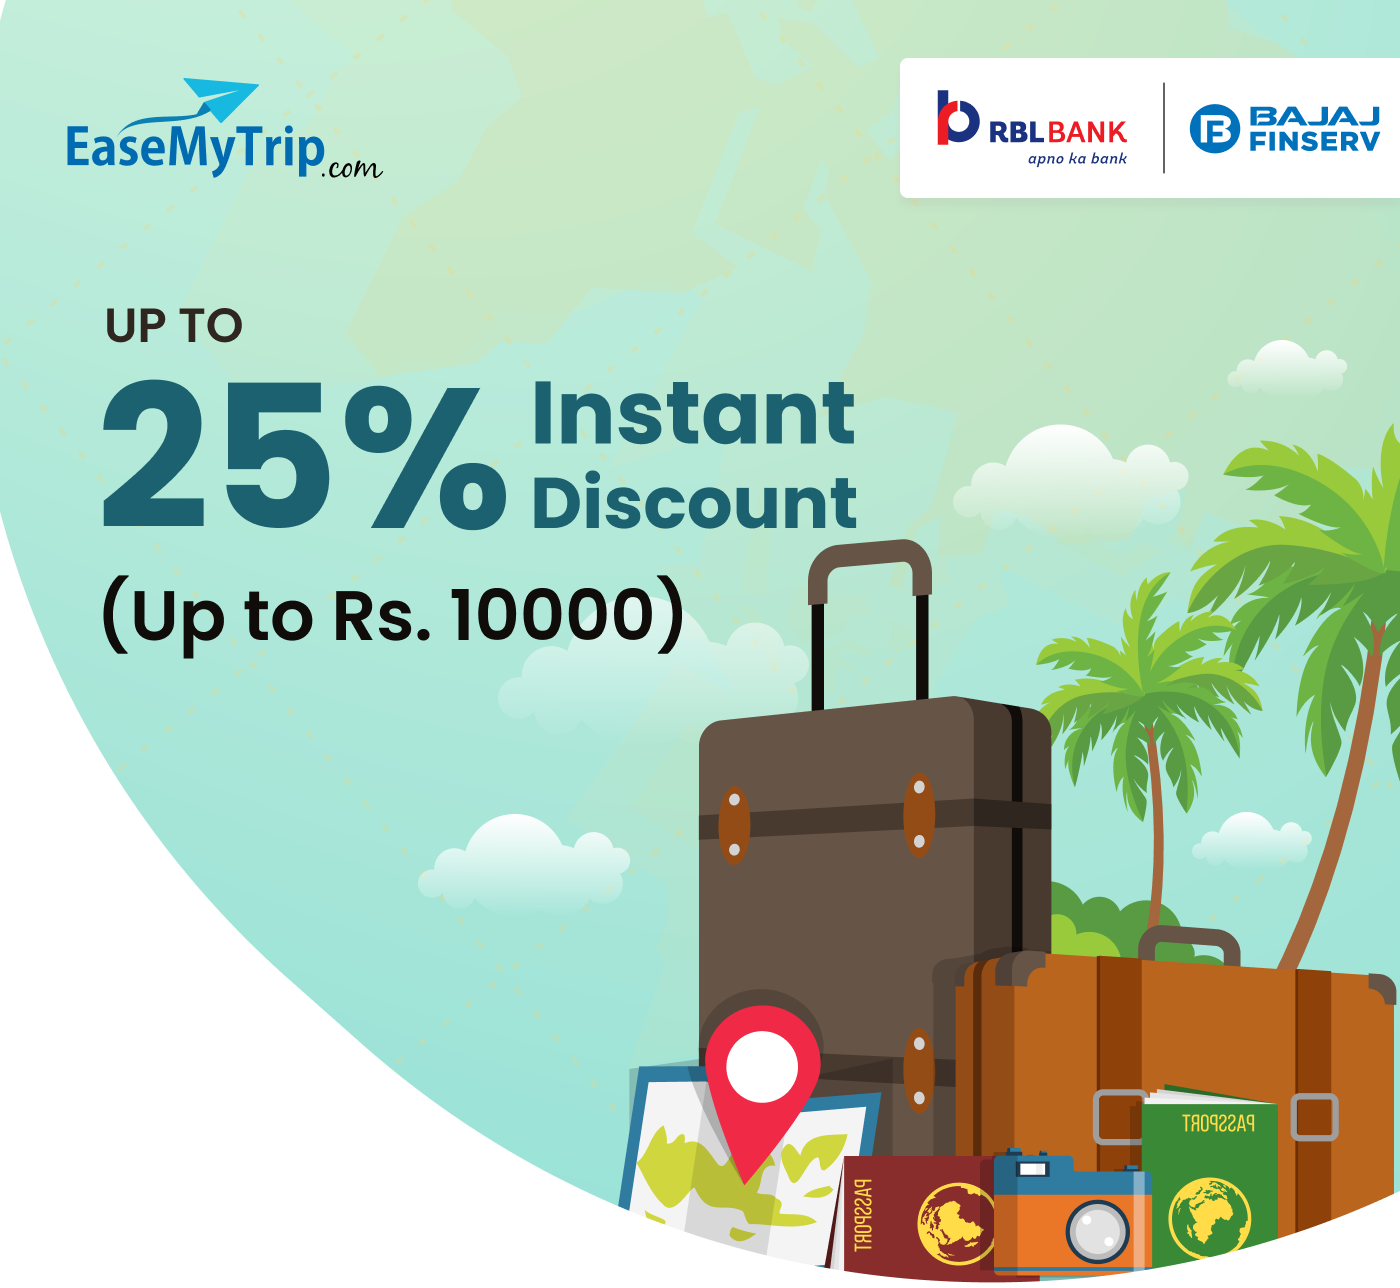 EaseMyTrip.com
RBL BANK
apno ka bank
BAJAJ
FINSERV
UP TO
25% Instant
Discount
(Up to Rs. 10000)
PASSPORT
PASSPORT